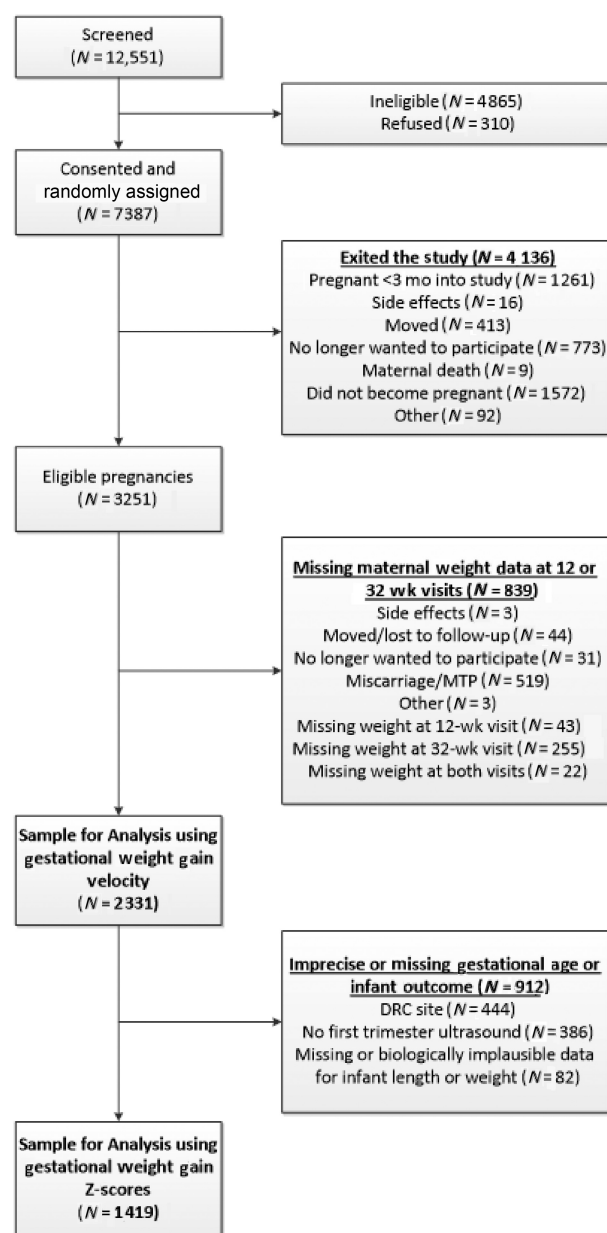 Screened
(N = 12,551)
Ineligible (N = 4865)
Refused (N = 310)
Consented and
randomly assigned
(N = 7387)
Exited the study (N = 4 136)
Pregnant <3 mo into study (N = 1261)
Side effects (N = 16)
Moved (N = 413)
No longer wanted to participate (N = 773)
Maternal death (N = 9)
Did not become pregnant (N = 1572)
Other (N = 92)
Eligible pregnancies
(N = 3251)
Missing maternal weight data at 12 or
32 wk visits (N = 839)
Side effects (N = 3)
Moved/lost to follow-up (N = 44)
No longer wanted to participate (N = 31)
Miscarriage/MTP (N = 519)
Other (N = 3)
Missing weight at 12-wk visit (N = 43)
Missing weight at 32-wk visit (N = 255)
Missing weight at both visits (N = 22)
Sample for Analysis using
gestational weight gain
velocity
(N = 2331)
Imprecise or missing gestational age or
infant outcome (N = 912)
DRC site (N = 444)
No first trimester ultrasound (N = 386)
Missing or biologically implausible data
for infant length or weight (N = 82)
Sample for Analysis using
gestational weight gain
Z-scores
(N = 1419)